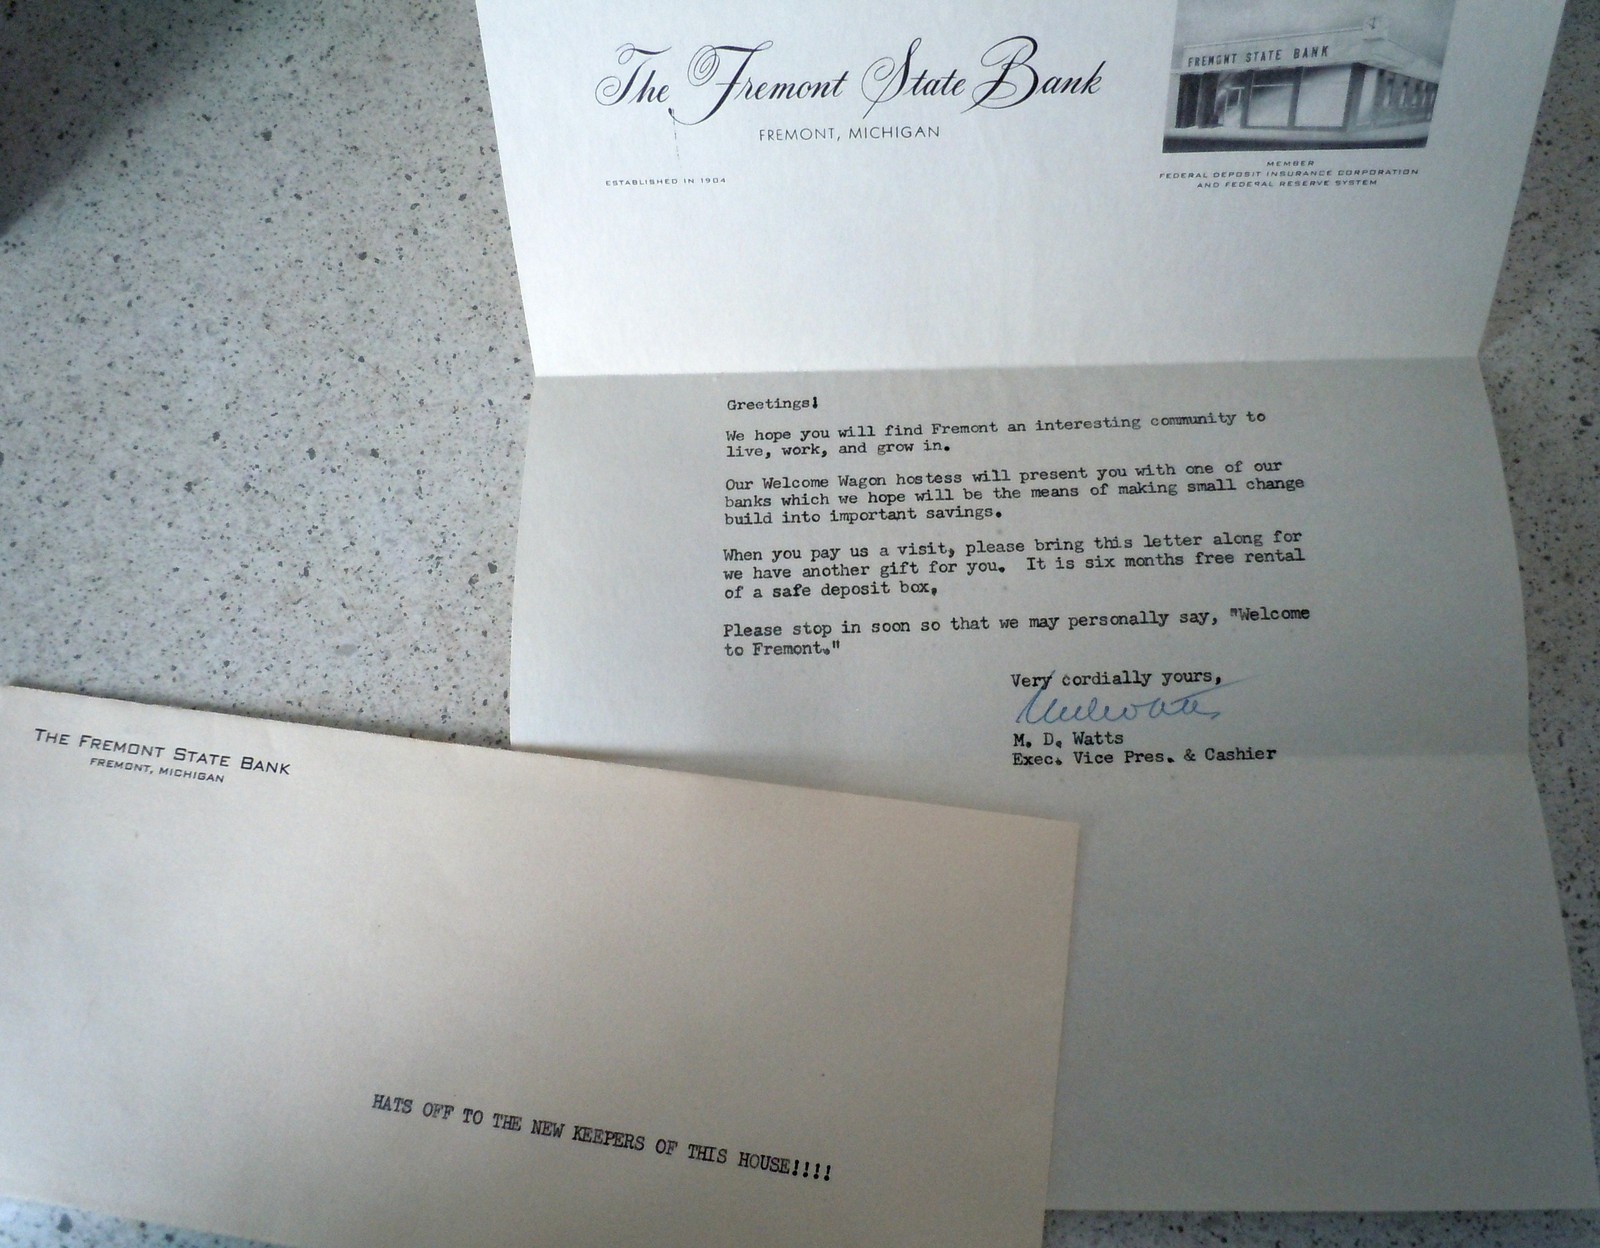 The Fremont State Bank
FREMONT, MICHIGAN
ESTABLISHED IN 1904
FREMONT STATE BANK
MEMBER
FEDERAL DEPOSIT INSURANCE CORPORATION
AND FEDERAL RESERVE SYSTEM
Greetings!
We hope you will find Fremont an interesting community to
live, work, and grow in.
Our Welcome Wagon hostess will present you with one of our
banks which we hope will be the means of making small change
build into important savings.
When you pay us a visit, please bring this letter along for
we have another gift for you. It is six months free rental
of a safe deposit box.
Please stop in soon so that we may personally say, "Welcome
to Fremont."
Very cordially yours,
M. D. Watts
Exec. Vice Pres. & Cashier
THE FREMONT STATE BANK
FREMONT, MICHIGAN
HATS OFF TO THE NEW KEEPERS OF THIS HOUSE!!!!